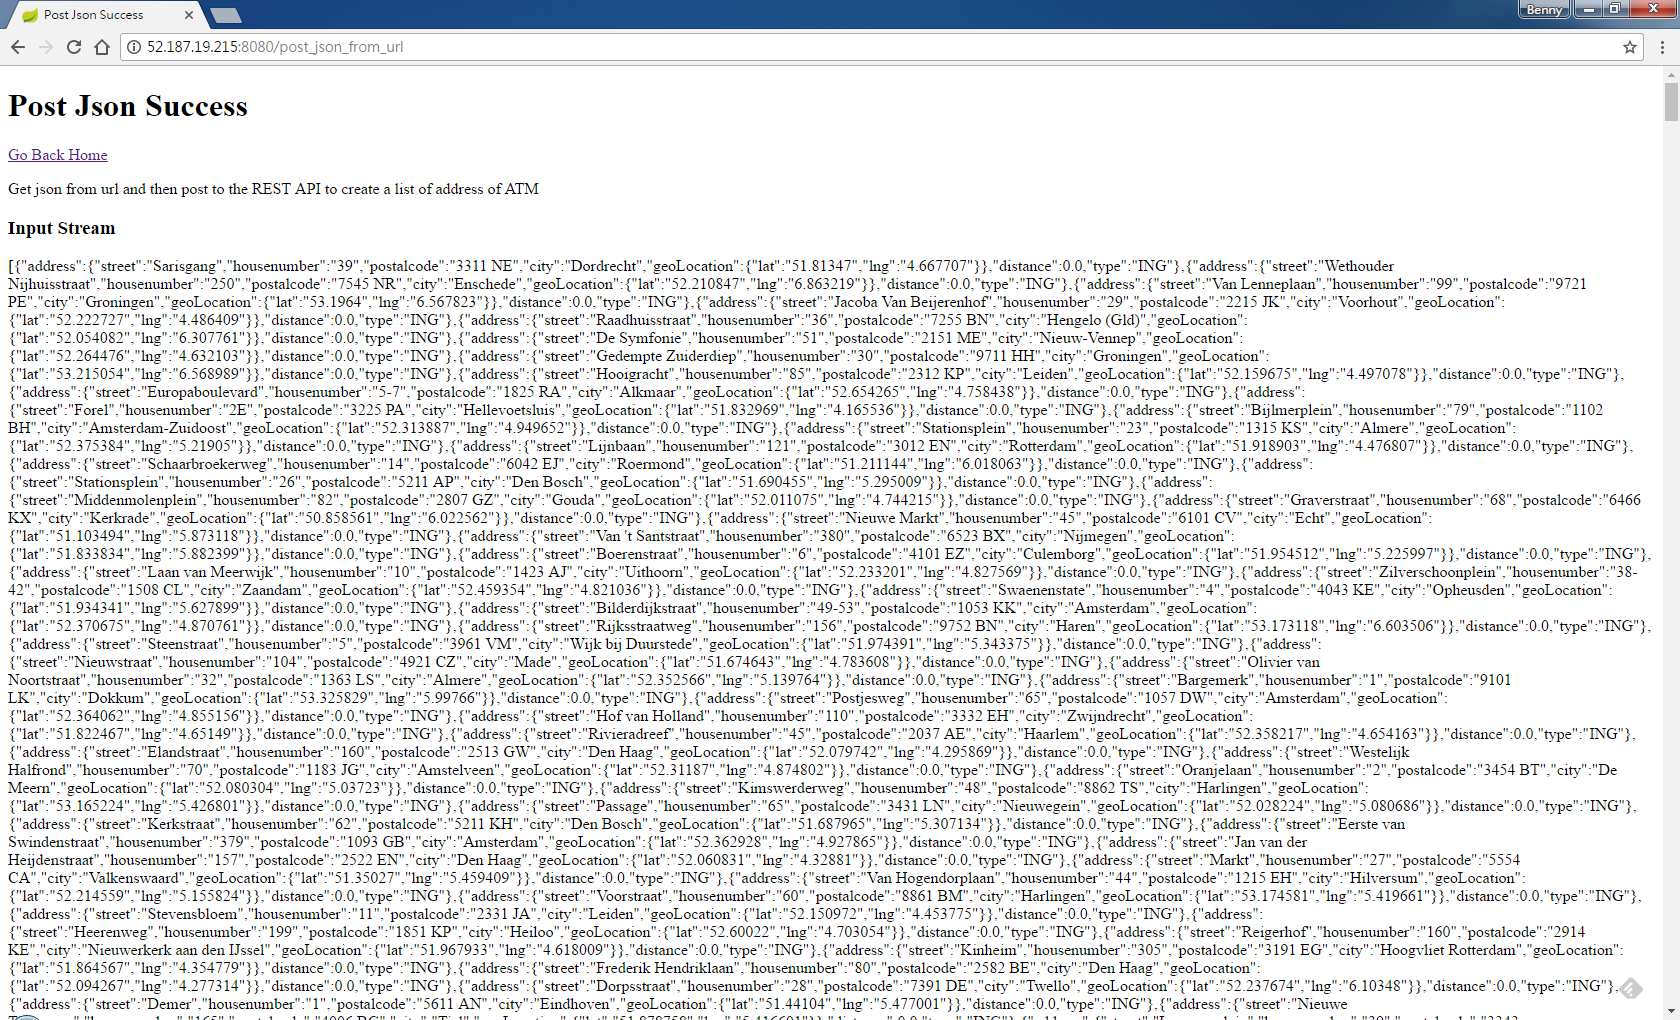 Post Json Success
Benny
52.187.19.215:8080/post_json_from_url
Post Json Success
Go Back Home
Get json from url and then post to the REST API to create a list of address of ATM
Input Stream
[{"address":{"street":"Sarisgang","housenumber":"39","postalcode":"3311 NE","city":"Dordrecht","geoLocation":{"lat":"51.81347","lng":"4.667707"}},"distance":0.0,"type":"ING"},{"address":{"street":"Wethouder
Nijhuisstraat","housenumber":"250","postalcode":"7545 NR","city":"Enschede","geoLocation":{"lat":"52.210847","lng":"6.863219"}},"distance":0.0,"type":"ING"},{"address":{"street":"Van Lenneplaan","housenumber":"99","postalcode":"9721
PE","city":"Groningen","geoLocation":{"lat":"53.1964","lng":"6.567823"}},"distance":0.0,"type":"ING"},{"address":{"street":"Jacoba Van Beijerenhof","housenumber":"29","postalcode":"2215 JK","city":"Voorhout","geoLocation":
{"lat":"52.222727","lng":"4.486409"}},"distance":0.0,"type":"ING"},{"address":{"street":"Raadhuisstraat","housenumber":"36","postalcode":"7255 BN","city":"Hengelo (Gld)","geoLocation":
{"lat":"52.054082","lng":"6.307761"}},"distance":0.0,"type":"ING"},{"address":{"street":"De Symfonie","housenumber":"51","postalcode":"2151 ME","city":"Nieuw-Vennep","geoLocation":
{"lat":"52.264476","lng":"4.632103"}},"distance":0.0,"type":"ING"},{"address":{"street":"Gedempte Zuiderdiep","housenumber":"30","postalcode":"9711 HH","city":"Groningen","geoLocation":
{"lat":"53.215054","lng":"6.568989"}},"distance":0.0,"type":"ING"},{"address":{"street":"Hooigracht","housenumber":"85","postalcode":"2312 KP","city":"Leiden","geoLocation":{"lat":"52.159675","lng":"4.497078"}},"distance":0.0,"type":"ING"},
{"address":{"street":"Europaboulevard","housenumber":"5-7","postalcode":"1825 RA","city":"Alkmaar","geoLocation":{"lat":"52.654265","lng":"4.758438"}},"distance":0.0,"type":"ING"},{"address":
{"street":"Forel","housenumber":"2E","postalcode":"3225 PA","city":"Hellevoetsluis","geoLocation":{"lat":"51.832969","lng":"4.165536"}},"distance":0.0,"type":"ING"},{"address":{"street":"Bijlmerplein","housenumber":"79","postalcode":"1102
BH","city":"Amsterdam-Zuidoost","geoLocation":{"lat":"52.313887","lng":"4.949652"}},"distance":0.0,"type":"ING"},{"address":{"street":"Stationsplein","housenumber":"23","postalcode":"1315 KS","city":"Almere","geoLocation":
{"lat":"52.375384","lng":"5.21905"}},"distance":0.0,"type":"ING"},{"address":{"street":"Lijnbaan","housenumber":"121","postalcode":"3012 EN","city":"Rotterdam","geoLocation":{"lat":"51.918903","lng":"4.476807"}},"distance":0.0,"type":"ING"},
{"address":{"street":"Schaarbroekerweg","housenumber":"14","postalcode":"6042 EJ","city":"Roermond","geoLocation":{"lat":"51.211144","lng":"6.018063"}},"distance":0.0,"type":"ING"},{"address":
{"street":"Stationsplein","housenumber":"26","postalcode":"5211 AP","city":"Den Bosch","geoLocation":{"lat":"51.690455","lng":"5.295009"}},"distance":0.0,"type":"ING"},{"address":
{"street":"Middenmolenplein","housenumber":"82","postalcode":"2807 GZ","city":"Gouda","geoLocation":{"lat":"52.011075","lng":"4.744215"}},"distance":0.0,"type":"ING"},{"address":{"street":"Graverstraat","housenumber":"68","postalcode":"6466
KX","city":"Kerkrade","geoLocation":{"lat":"50.858561","lng":"6.022562"}},"distance":0.0,"type":"ING"},{"address":{"street":"Nieuwe Markt","housenumber":"45","postalcode":"6101 CV","city":"Echt","geoLocation":
{"lat":"51.103494","lng":"5.873118"}},"distance":0.0,"type":"ING"},{"address":{"street":"Van 't Santstraat","housenumber":"380","postalcode":"6523 BX","city":"Nijmegen","geoLocation":
{"lat":"51.833834","lng":"5.882399"}},"distance":0.0,"type":"ING"},{"address":{"street":"Boerenstraat","housenumber":"6","postalcode":"4101 EZ","city":"Culemborg","geoLocation":{"lat":"51.954512","lng":"5.225997"}},"distance":0.0,"type":"ING"},
{"address":{"street":"Laan van Meerwijk","housenumber":"10","postalcode":"1423 AJ","city":"Uithoorn","geoLocation":{"lat":"52.233201","lng":"4.827569"}},"distance":0.0,"type":"ING"},{"address":{"street":"Zilverschoonplein","housenumber":"38-
42","postalcode":"1508 CL","city":"Zaandam","geoLocation":{"lat":"52.459354","lng":"4.821036"}},"distance":0.0,"type":"ING"},{"address":{"street":"Swaenenstate","housenumber":"4","postalcode":"4043 KE","city":"Opheusden","geoLocation":
{"lat":"51.934341","lng":"5.627899"}},"distance":0.0,"type":"ING"},{"address":{"street":"Bilderdijkstraat","housenumber":"49-53","postalcode":"1053 KK","city":"Amsterdam","geoLocation":
{"lat":"52.370675","lng":"4.870761"}},"distance":0.0,"type":"ING"},{"address":{"street":"Rijksstraatweg","housenumber":"156","postalcode":"9752 BN","city":"Haren","geoLocation":{"lat":"53.173118","lng":"6.603506"}},"distance":0.0,"type":"ING"},
{"address":{"street":"Steenstraat","housenumber":"5","postalcode":"3961 VM","city":"Wijk bij Duurstede","geoLocation":{"lat":"51.974391","lng":"5.343375"}},"distance":0.0,"type":"ING"},{"address":
{"street":"Nieuwstraat","housenumber":"104","postalcode":"4921 CZ","city":"Made","geoLocation":{"lat":"51.674643","lng":"4.783608"}},"distance":0.0,"type":"ING"},{"address":{"street":"Olivier van
Noortstraat","housenumber":"32","postalcode":"1363 LS","city":"Almere","geoLocation":{"lat":"52.352566","lng":"5.139764"}},"distance":0.0,"type":"ING"},{"address":{"street":"Bargemerk","housenumber":"1","postalcode":"9101
LK","city":"Dokkum","geoLocation":{"lat":"53.325829","lng":"5.99766"}},"distance":0.0,"type":"ING"},{"address":{"street":"Postjesweg","housenumber":"65","postalcode":"1057 DW","city":"Amsterdam","geoLocation":
{"lat":"52.364062","lng":"4.855156"}},"distance":0.0,"type":"ING"},{"address":{"street":"Hof van Holland","housenumber":"110","postalcode":"3332 EH","city":"Zwijndrecht","geoLocation":
{"lat":"51.822467","lng":"4.65149"}},"distance":0.0,"type":"ING"},{"address":{"street":"Rivieradreef","housenumber":"45","postalcode":"2037 AE","city":"Haarlem","geoLocation":{"lat":"52.358217","lng":"4.654163"}},"distance":0.0,"type":"ING"},
{"address":{"street":"Elandstraat","housenumber":"160","postalcode":"2513 GW","city":"Den Haag","geoLocation":{"lat":"52.079742","lng":"4.295869"}},"distance":0.0,"type":"ING"},{"address":{"street":"Westelijk
Halfrond","housenumber":"70","postalcode":"1183 JG","city":"Amstelveen","geoLocation":{"lat":"52.31187","lng":"4.874802"}},"distance":0.0,"type":"ING"},{"address":{"street":"Oranjelaan","housenumber":"2","postalcode":"3454 BT","city":"De
Meern","geoLocation":{"lat":"52.080304","lng":"5.03723"}},"distance":0.0,"type":"ING"},{"address":{"street":"Kimswerderweg","housenumber":"48","postalcode":"8862 TS","city":"Harlingen","geoLocation":
{"lat":"53.165224","lng":"5.426801"}},"distance":0.0,"type":"ING"},{"address":{"street":"Passage","housenumber":"65","postalcode":"3431 LN","city":"Nieuwegein","geoLocation":{"lat":"52.028224","lng":"5.080686"}},"distance":0.0,"type":"ING"},
{"address":{"street":"Kerkstraat","housenumber":"62","postalcode":"5211 KH","city":"Den Bosch","geoLocation":{"lat":"51.687965","lng":"5.307134"}},"distance":0.0,"type":"ING"},{"address":{"street":"Eerste van
Swindenstraat","housenumber":"379","postalcode":"1093 GB","city":"Amsterdam","geoLocation":{"lat":"52.362928","lng":"4.927865"}},"distance":0.0,"type":"ING"},{"address":{"street":"Jan van der
Heijdenstraat","housenumber":"157","postalcode":"2522 EN","city":"Den Haag","geoLocation":{"lat":"52.060831","lng":"4.32881"}},"distance":0.0,"type":"ING"},{"address":{"street":"Markt","housenumber":"27","postalcode":"5554
CA","city":"Valkenswaard","geoLocation":{"lat":"51.35027","lng":"5.459409"}},"distance":0.0,"type":"ING"},{"address":{"street":"Van Hogendorplaan","housenumber":"44","postalcode":"1215 EH","city":"Hilversum","geoLocation":
{"lat":"52.214559","lng":"5.155824"}},"distance":0.0,"type":"ING"},{"address":{"street":"Voorstraat","housenumber":"60","postalcode":"8861 BM","city":"Harlingen","geoLocation":{"lat":"53.174581","lng":"5.419661"}},"distance":0.0,"type":"ING"},
{"address":{"street":"Stevensbloem","housenumber":"11","postalcode":"2331 JA","city":"Leiden","geoLocation":{"lat":"52.150972","lng":"4.453775"}},"distance":0.0,"type":"ING"},{"address":
{"street":"Heerenweg","housenumber":"199","postalcode":"1851 KP","city":"Heiloo","geoLocation":{"lat":"52.60022","lng":"4.703054"}},"distance":0.0,"type":"ING"},{"address":{"street":"Reigerhof","housenumber":"160","postalcode":"2914
KE","city":"Nieuwerkerk aan den IJssel","geoLocation":{"lat":"51.967933","lng":"4.618009"}},"distance":0.0,"type":"ING"},{"address":{"street":"Kinheim","housenumber":"305","postalcode":"3191 EG","city":"Hoogvliet Rotterdam","geoLocation":
{"lat":"51.864567","lng":"4.354779"}},"distance":0.0,"type":"ING"},{"address":{"street":"Frederik Hendriklaan","housenumber":"80","postalcode":"2582 BE","city":"Den Haag","geoLocation":
{"lat":"52.094267","lng":"4.277314"}},"distance":0.0,"type":"ING"},{"address":{"street":"Dorpsstraat","housenumber":"28","postalcode":"7391 DE","city":"Twello","geoLocation":{"lat":"52.237674","lng":"6.10348"}},"distance":0.0,"type":"ING"},
{"address":{"street":"Demer","housenumber":"1","postalcode":"5611 AN","city":"Eindhoven","geoLocation":{"lat":"51.44104","lng":"5.477001"}},"distance":0.0,"type":"ING"},{"address":{"street":"Nieuwe